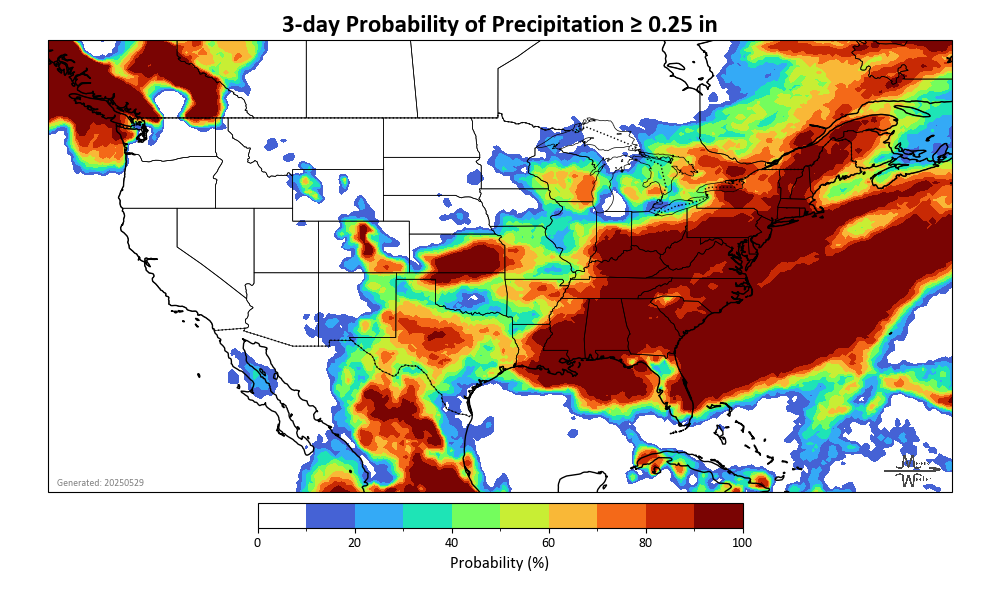 3-day Probability of Precipitation ≥ 0.25 in
Generated: 20250529
0 20 40 60 80 100
Probability (%)